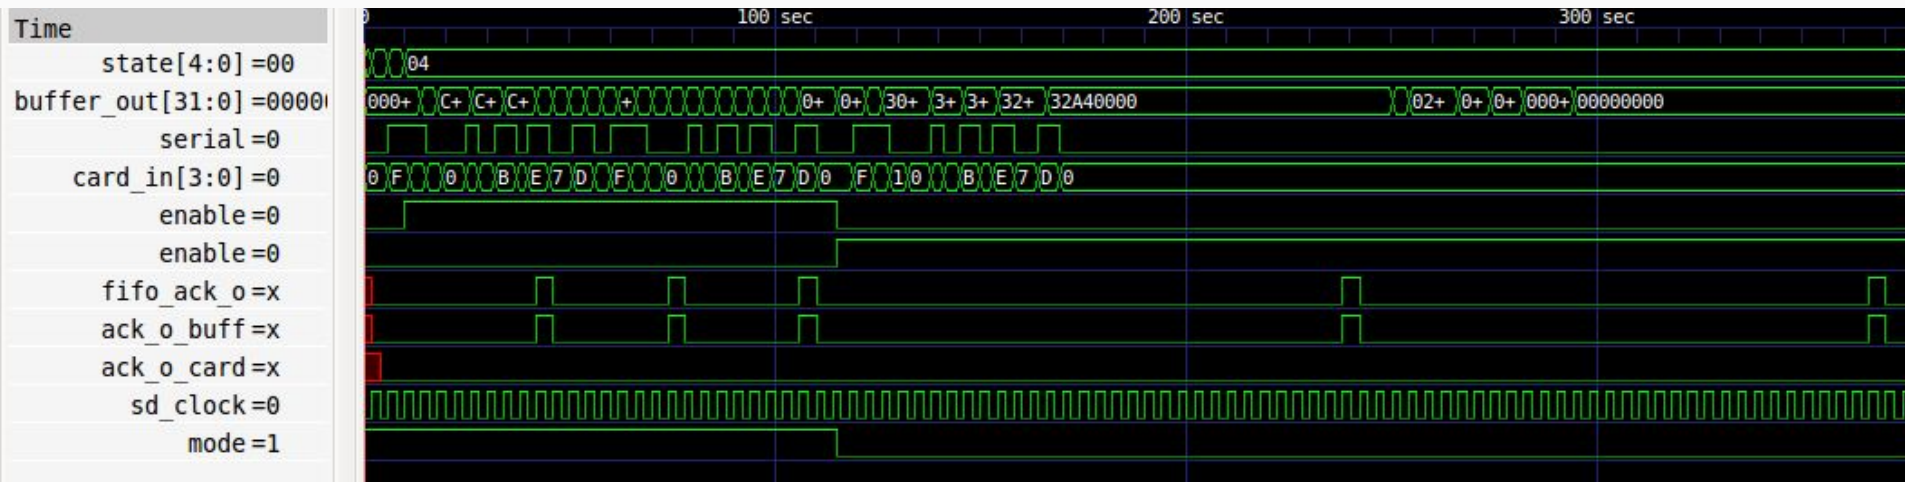 0 100 sec 200 sec 300 sec
Time
state[4:0] =00 04
buffer_out[31:0] =0000 000+ C+ C+ C+ + 0+ 0+ 30+ 3+ 3+ 32+ 32A40000 02+ 0+ 0+ 000+ 00000000
serial =0
card_in[3:0] =0 0 F 0 B E 7 D F 0 B E 7 D 0 F 1 0 B E 7 D 0
enable =0
enable =0
fifo_ack_o =x
ack_o_buff =x
ack_o_card =x
sd_clock =0
mode =1